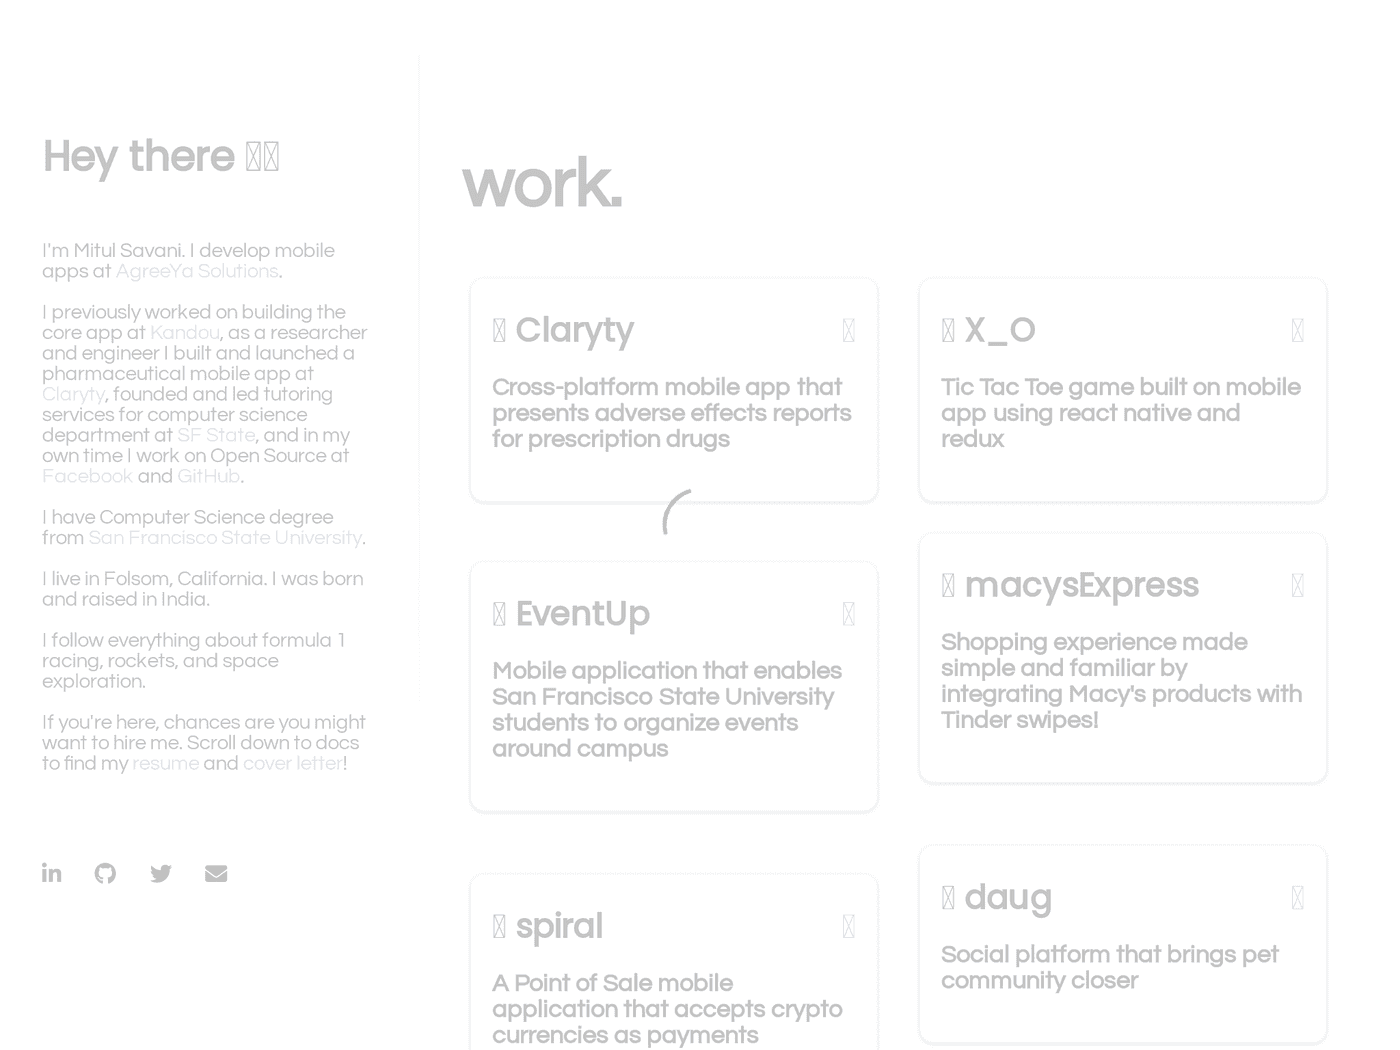 Hey there
I'm Mitul Savani. I develop mobile
apps at AgreeYa Solutions.
I previously worked on building the
core app at Kandou, as a researcher
and engineer I built and launched a
pharmaceutical mobile app at
Claryty, founded and led tutoring
services for computer science
department at SF State, and in my
own time I work on Open Source at
Facebook and GitHub.
I have Computer Science degree
from San Francisco State University.
I live in Folsom, California. I was born
and raised in India.
I follow everything about formula 1
racing, rockets, and space
exploration.
If you're here, chances are you might
want to hire me. Scroll down to docs
to find my resume and cover letter!
work.
Claryty
Cross-platform mobile app that
presents adverse effects reports
for prescription drugs
X_O
Tic Tac Toe game built on mobile
app using react native and
redux
EventUp
Mobile application that enables
San Francisco State University
students to organize events
around campus
macysExpress
Shopping experience made
simple and familiar by
integrating Macy's products with
Tinder swipes!
spiral
A Point of Sale mobile
application that accepts crypto
currencies as payments
daug
Social platform that brings pet
community closer